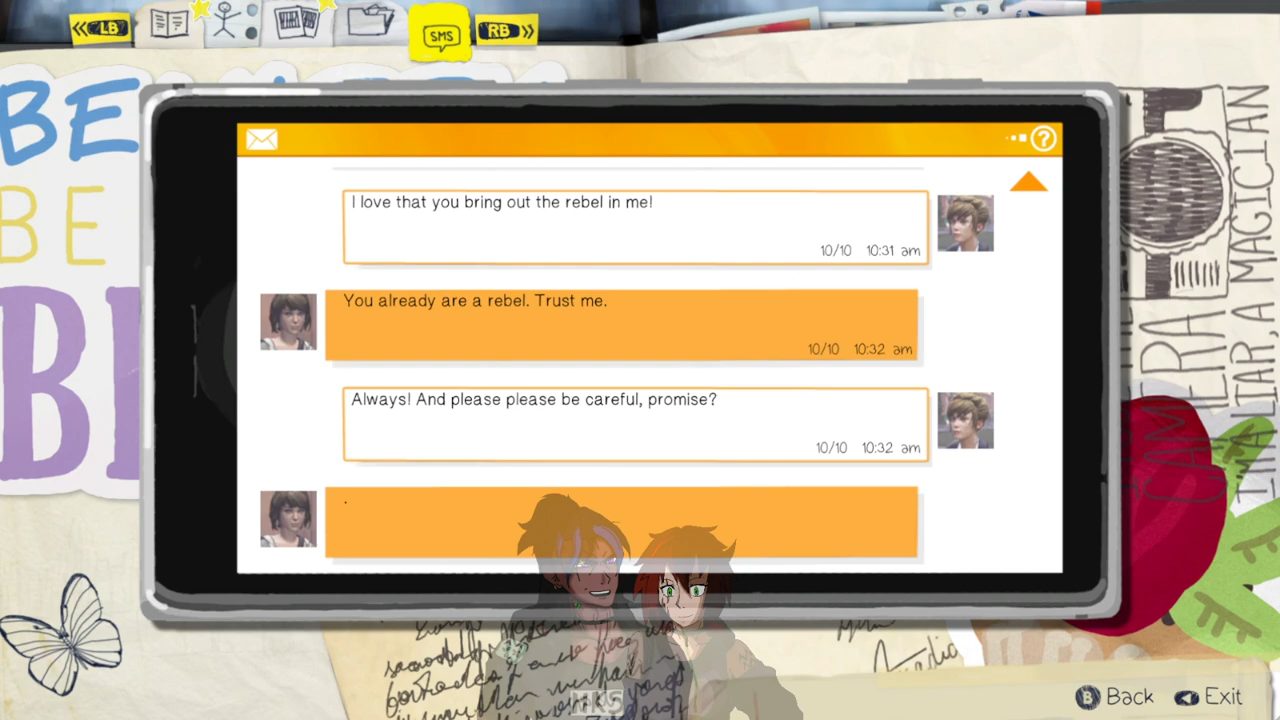 LB
SMS
RB
BE
BE
I love that you bring out the rebel in me!
10/10 10:31 am
You already are a rebel. Trust me.
10/10 10:32 am
Always! And please please be careful, promise?
10/10 10:32 am
.
CAMERA
A MAGICIAN
HKS
B Back
Exit